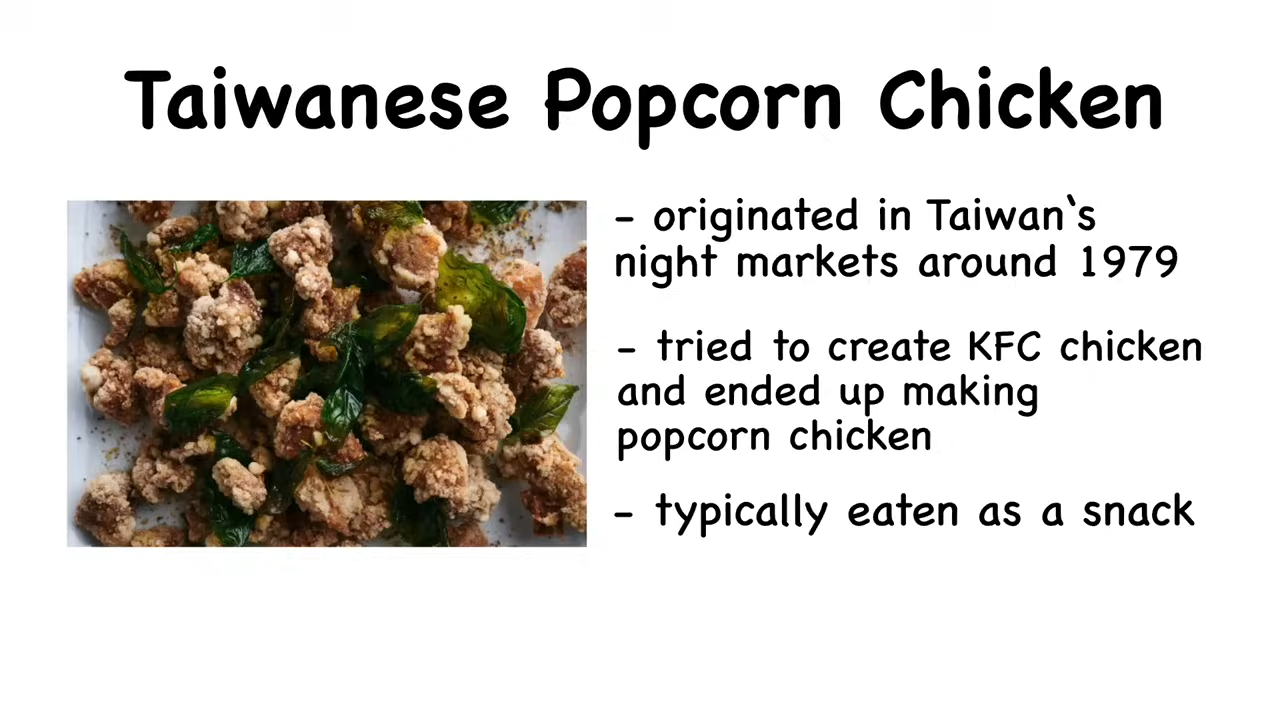 Taiwanese Popcorn Chicken
- originated in Taiwan`s
night markets around 1979
- tried to create KFC chicken
and ended up making
popcorn chicken
- typically eaten as a snack